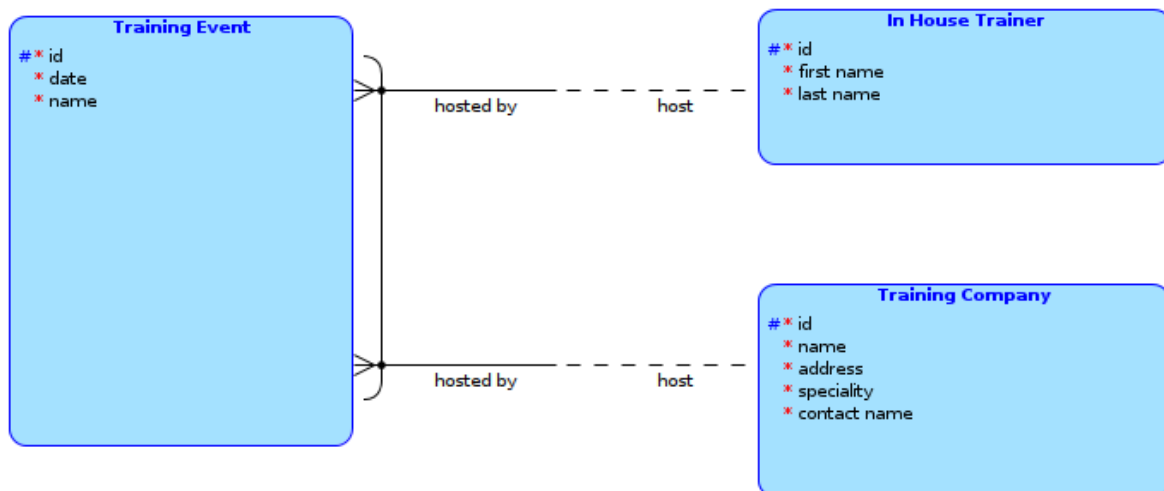 Training Event
#* id
* date
* name
hosted by
host
In House Trainer
#* id
* first name
* last name
hosted by
host
Training Company
#* id
* name
* address
* speciality
* contact name